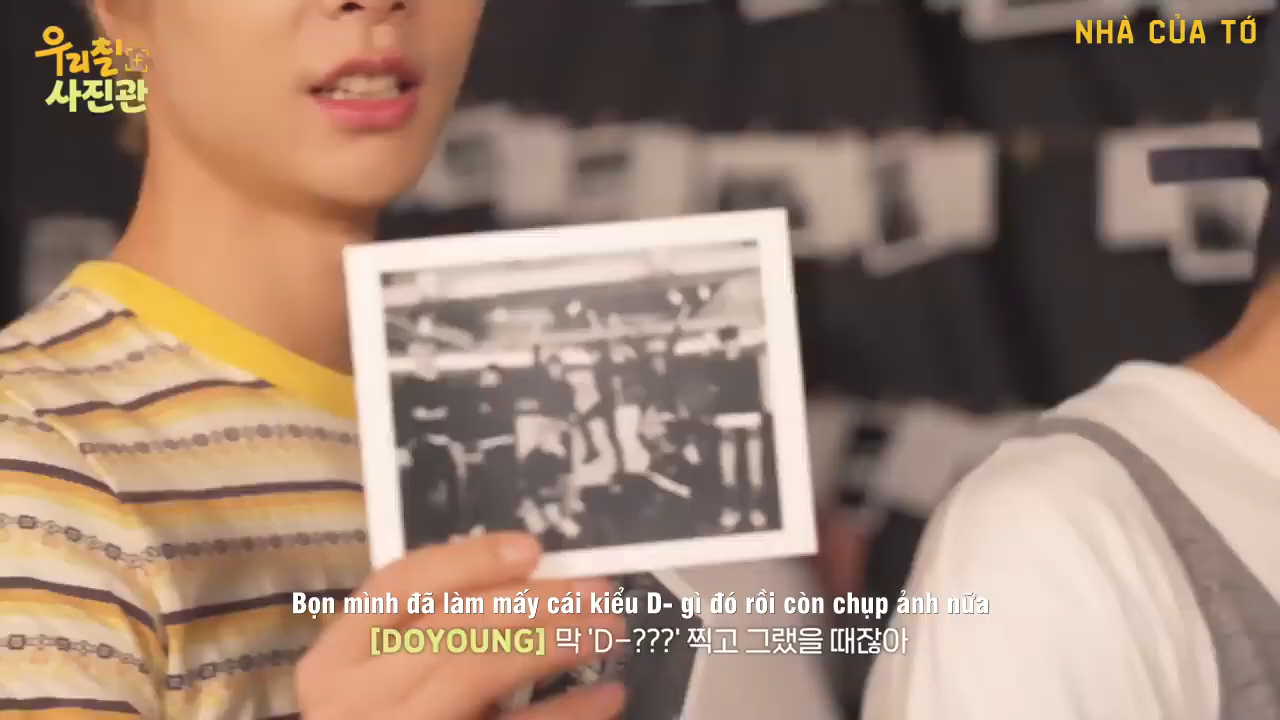 우리칠
사진관
NHÀ CỦA TỚ
Bọn mình đã làm mấy cái kiểu D- gì đó rồi còn chụp ảnh nữa
[DOYOUNG] 막 'D-???' 찍고 그랬을 때잖아